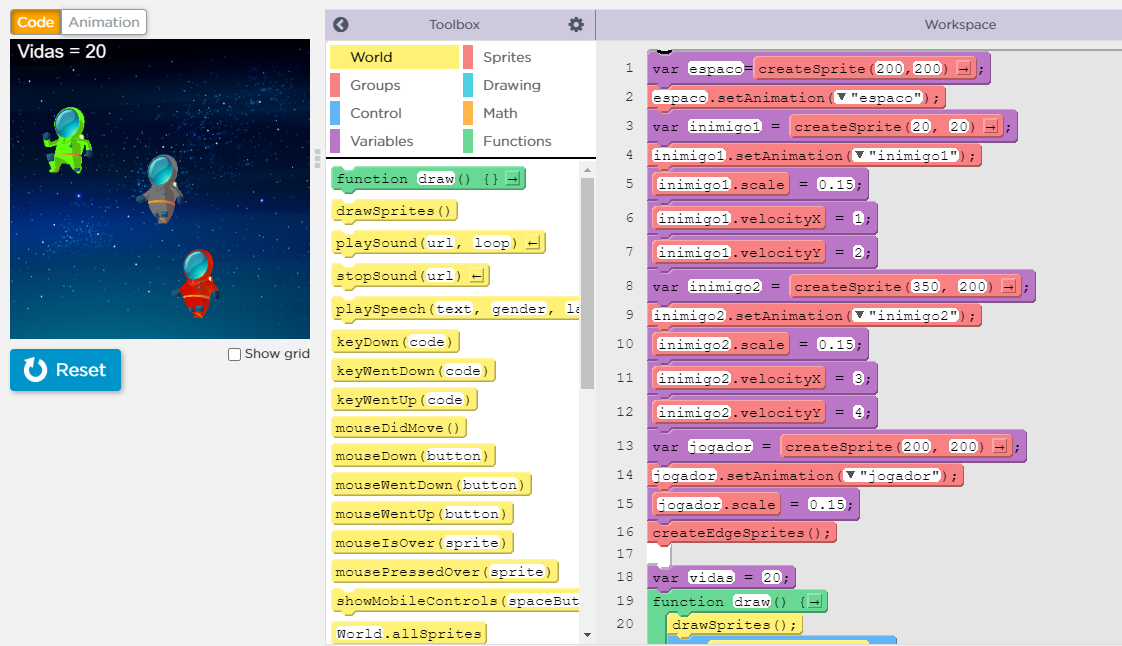 Code Animation
Vidas = 20
Reset
Show grid
Toolbox
World Sprites
Groups Drawing
Control Math
Variables Functions
function draw() {} →
drawSprites()
playSound(url, loop) ←
stopSound(url) ←
playSpeech(text, gender, la
keyDown(code)
keyWentDown(code)
keyWentUp(code)
mouseDidMove()
mouseDown(button)
mouseWentDown(button)
mouseWentUp(button)
mouseIsOver(sprite)
mousePressedOver(sprite)
showMobileControls(spaceBut
World.allSprites
Workspace
1 var espaco=createSprite(200,200) → ;
2 espaco.setAnimation(▼"espaco");
3 var inimigo1 = createSprite(20, 20) → ;
4 inimigo1.setAnimation(▼"inimigo1");
5 inimigo1.scale = 0.15;
6 inimigo1.velocityX = 1;
7 inimigo1.velocityY = 2;
8 var inimigo2 = createSprite(350, 200) → ;
9 inimigo2.setAnimation(▼"inimigo2");
10 inimigo2.scale = 0.15;
11 inimigo2.velocityX = 3;
12 inimigo2.velocityY = 4;
13 var jogador = createSprite(200, 200) → ;
14 jogador.setAnimation(▼"jogador");
15 jogador.scale = 0.15;
16 createEdgeSprites();
17
18 var vidas = 20;
19 function draw() {→
20 drawSprites();